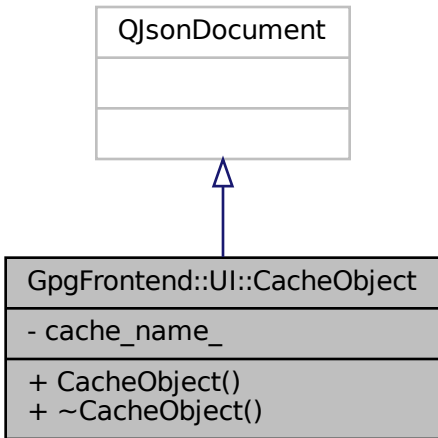 QJsonDocument
GpgFrontend::UI::CacheObject
- cache_name_
+ CacheObject()
+ ~CacheObject()